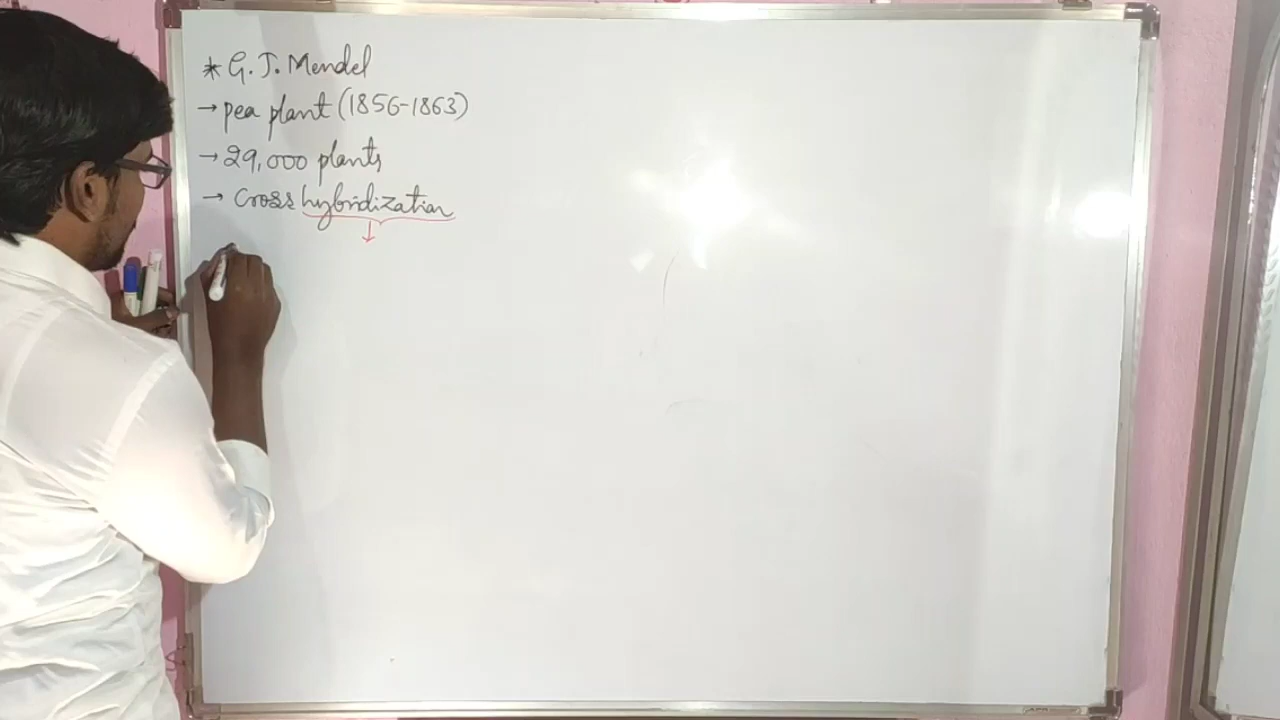 * G. J. Mendel
→ pea plant (1856-1863)
→ 29,000 plants
→ Cross hybridization
↓